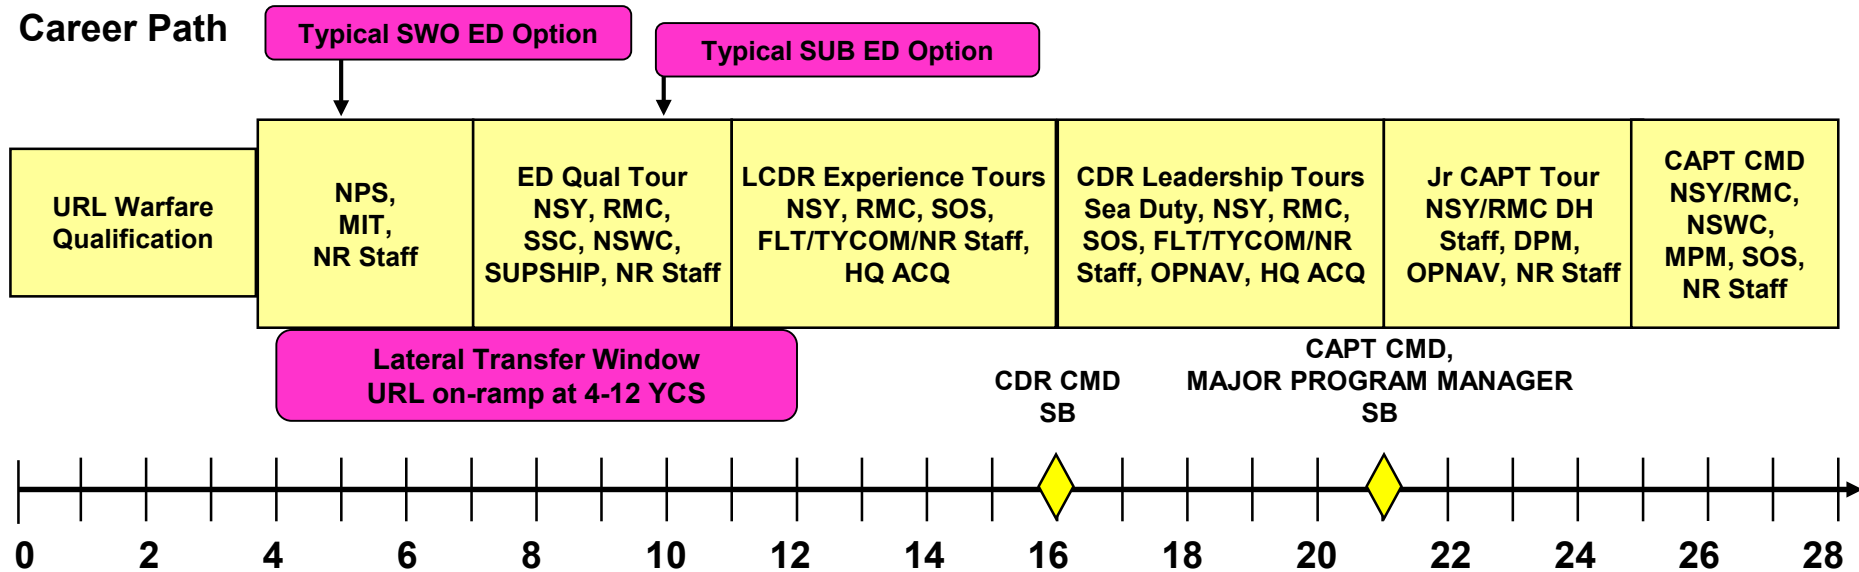 Career Path
Typical SWO ED Option
Typical SUB ED Option
URL Warfare
Qualification
NPS,
MIT,
NR Staff
ED Qual Tour
NSY, RMC,
SSC, NSWC,
SUPSHIP, NR Staff
LCDR Experience Tours
NSY, RMC, SOS,
FLT/TYCOM/NR Staff,
HQ ACQ
CDR Leadership Tours
Sea Duty, NSY, RMC,
SOS, FLT/TYCOM/NR
Staff, OPNAV, HQ ACQ
Jr CAPT Tour
NSY/RMC DH
Staff, DPM,
OPNAV, NR Staff
CAPT CMD
NSY/RMC,
NSWC,
MPM, SOS,
NR Staff
Lateral Transfer Window
URL on-ramp at 4-12 YCS
CDR CMD
SB
CAPT CMD,
MAJOR PROGRAM MANAGER
SB
0 2 4 6 8 10 12 14 16 18 20 22 24 26 28